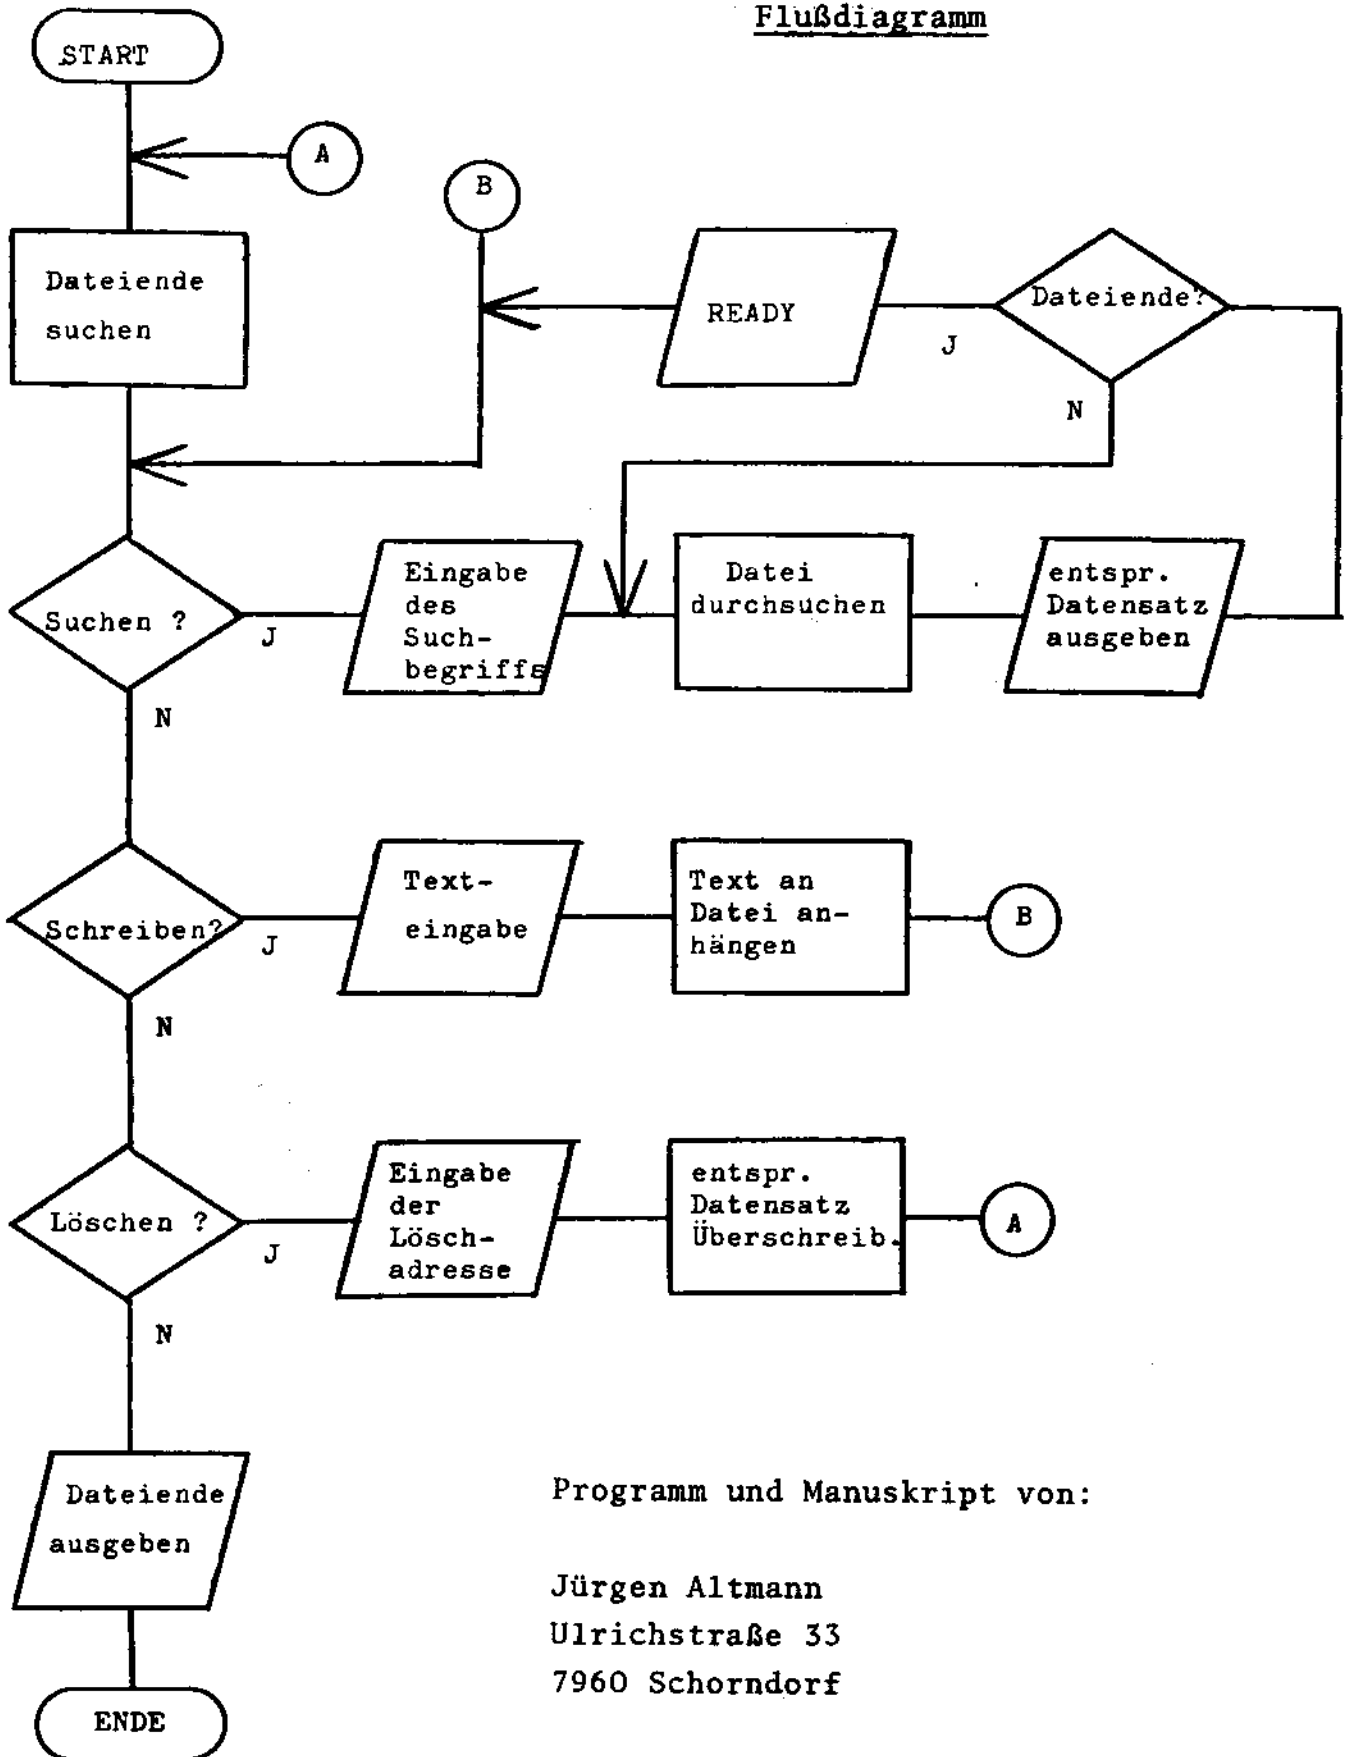 Flußdiagramm
START
A
B
Dateiende
suchen
READY
Dateiende?
J
N
Suchen ?
J
Eingabe
des
Such-
begriffs
Datei
durchsuchen
entspr.
Datensatz
ausgeben
N
Schreiben?
J
Text-
eingabe
Text an
Datei an-
hängen
B
N
Löschen ?
J
Eingabe
der
Lösch-
adresse
entspr.
Datensatz
Überschreib.
A
N
Dateiende
ausgeben
ENDE
Programm und Manuskript von:
Jürgen Altmann
Ulrichstraße 33
7960 Schorndorf